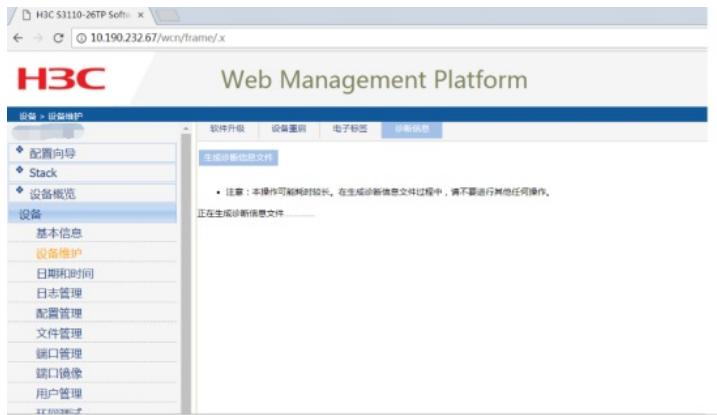 H3C S3110-26TP Softw
10.190.232.67/wcn/frame/.x
H3C
Web Management Platform
设备 > 设备维护
软件升级 设备重启 电子标签 诊断信息
生成诊断信息文件
• 注意：本操作可能耗时较长。在生成诊断信息文件过程中，请不要进行其他任何操作。
正在生成诊断信息文件............
配置向导
Stack
设备概览
设备
基本信息
设备维护
日期和时间
日志管理
配置管理
文件管理
端口管理
端口镜像
用户管理
环回测试